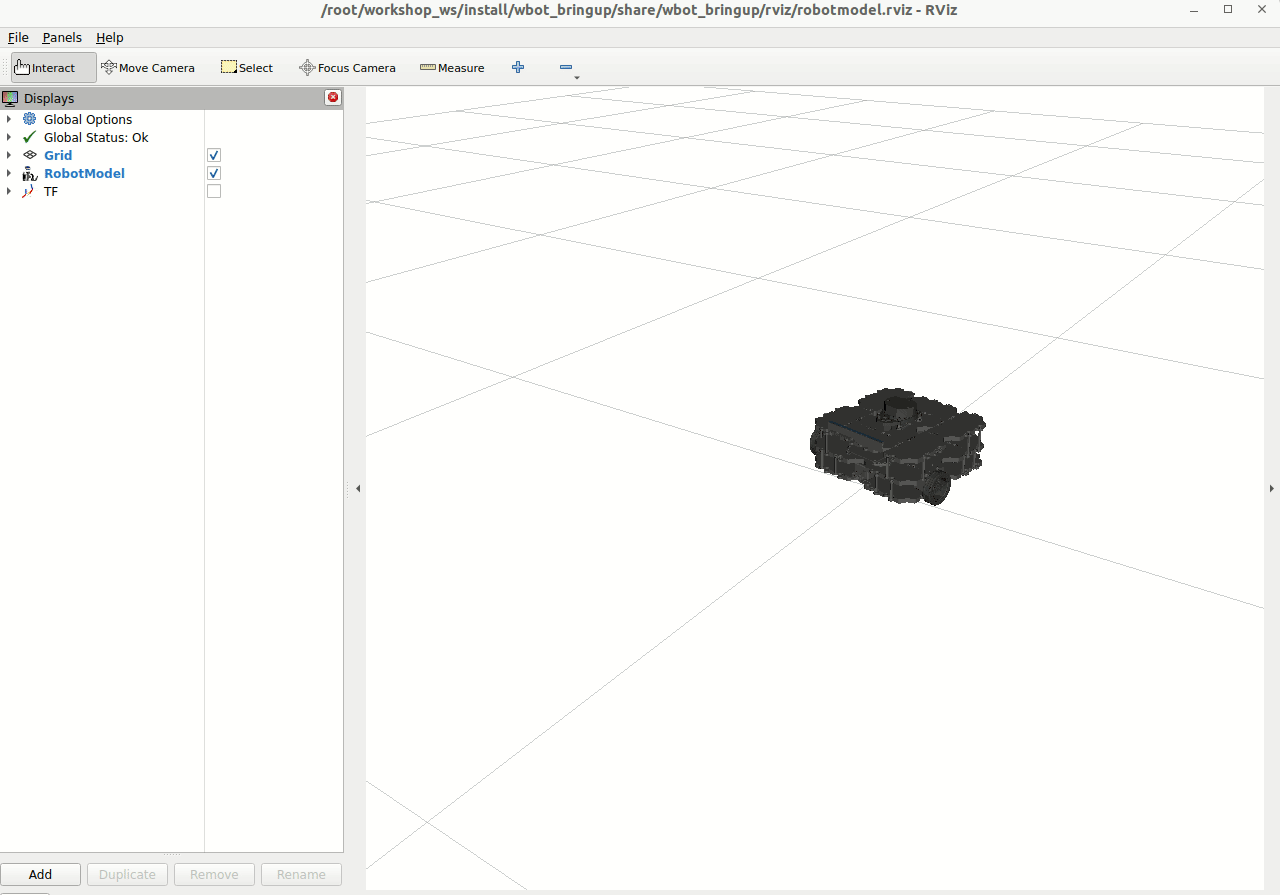 /root/workshop_ws/install/wbot_bringup/share/wbot_bringup/rviz/robotmodel.rviz - RViz
File Panels Help
Interact Move Camera Select Focus Camera Measure
Displays
Global Options
Global Status: Ok
Grid
RobotModel
TF
Add Duplicate Remove Rename